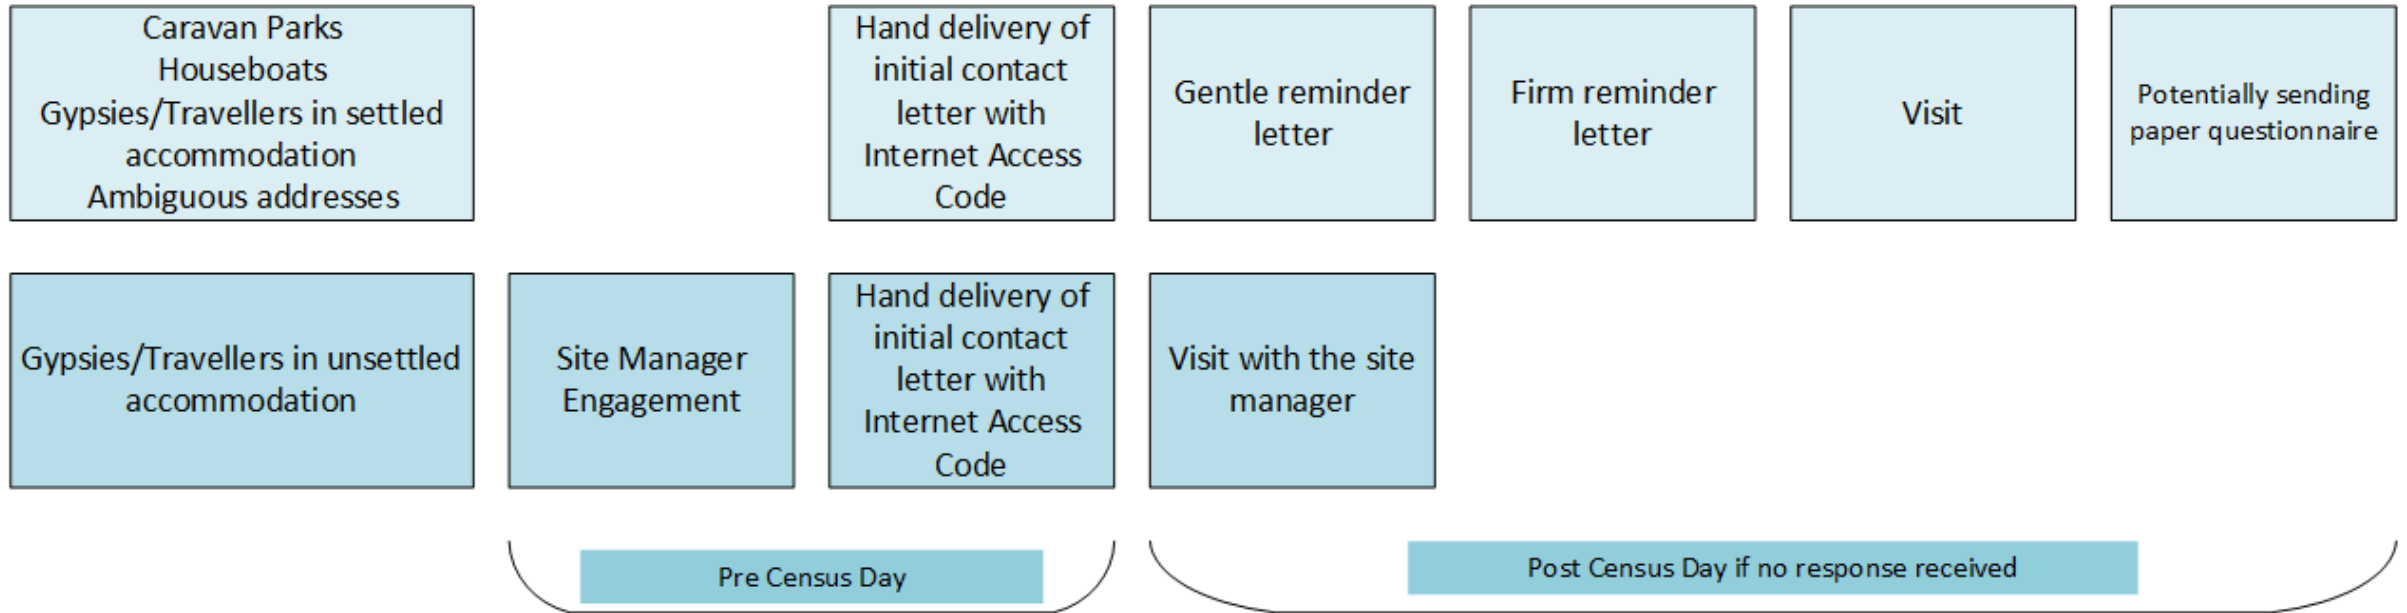 Caravan Parks
Houseboats
Gypsies/Travellers in settled
accommodation
Ambiguous addresses
Hand delivery of
initial contact
letter with
Internet Access
Code
Gentle reminder
letter
Firm reminder
letter
Visit
Potentially sending
paper questionnaire
Gypsies/Travellers in unsettled
accommodation
Site Manager
Engagement
Hand delivery of
initial contact
letter with
Internet Access
Code
Visit with the site
manager
Pre Census Day
Post Census Day if no response received